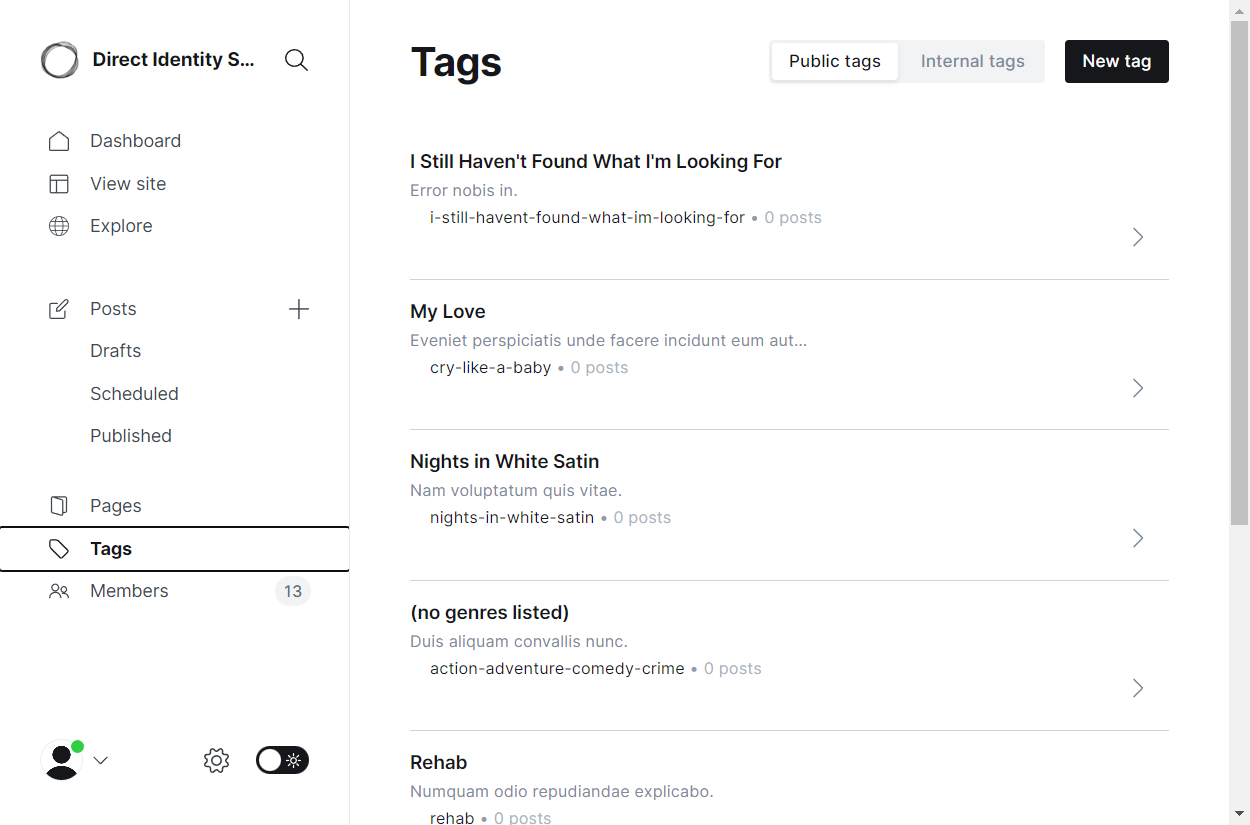 Direct Identity S...
Dashboard
View site
Explore
Posts
Drafts
Scheduled
Published
Pages
Tags
Members
13
Tags
Public tags
Internal tags
New tag
I Still Haven't Found What I'm Looking For
Error nobis in.
i-still-havent-found-what-im-looking-for • 0 posts
My Love
Eveniet perspiciatis unde facere incidunt eum aut...
cry-like-a-baby • 0 posts
Nights in White Satin
Nam voluptatum quis vitae.
nights-in-white-satin • 0 posts
(no genres listed)
Duis aliquam convallis nunc.
action-adventure-comedy-crime • 0 posts
Rehab
Numquam odio repudiandae explicabo.
rehab • 0 posts